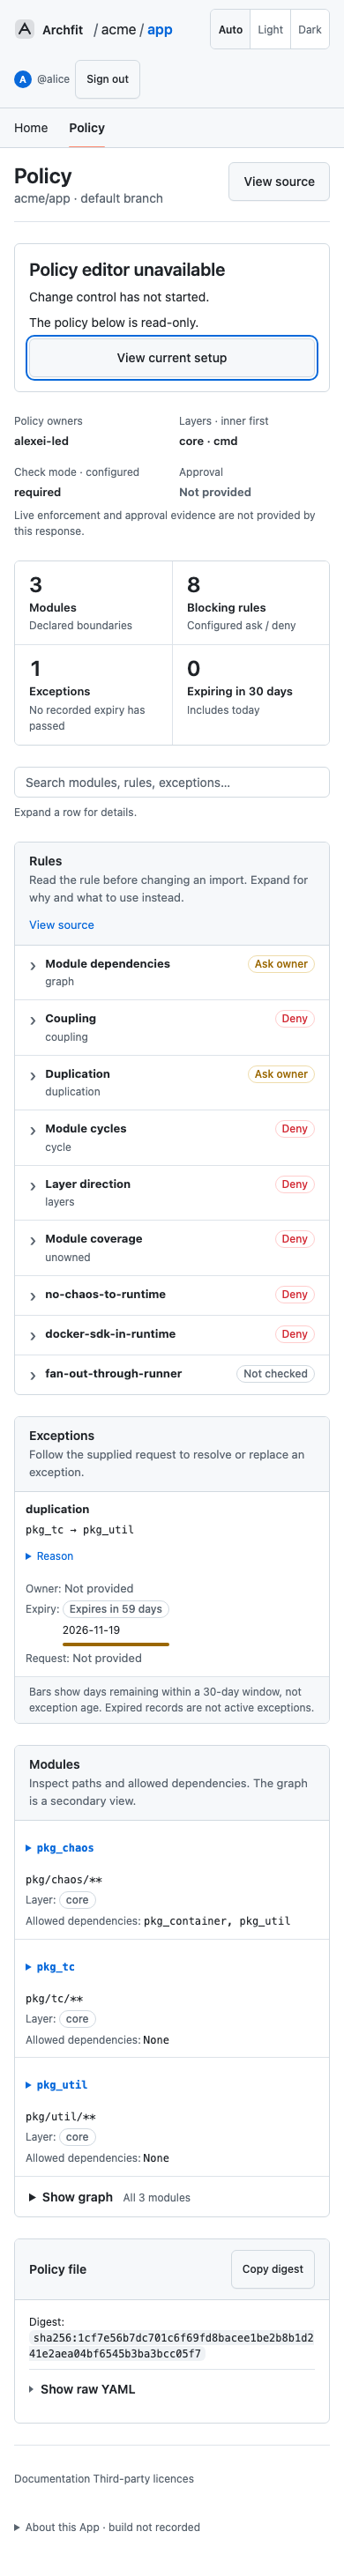 Archfit / acme / app
Auto Light Dark
A @alice Sign out
Home Policy
Policy
acme/app · default branch
View source
Policy editor unavailable
Change control has not started.
The policy below is read-only.
View current setup
Policy owners
alexei-led
Layers · inner first
core · cmd
Check mode · configured
required
Approval
Not provided
Live enforcement and approval evidence are not provided by
this response.
3
Modules
Declared boundaries
8
Blocking rules
Configured ask / deny
1
Exceptions
No recorded expiry has
passed
0
Expiring in 30 days
Includes today
Search modules, rules, exceptions...
Expand a row for details.
Rules
Read the rule before changing an import. Expand for
why and what to use instead.
View source
Module dependencies Ask owner
graph
Coupling Deny
coupling
Duplication Ask owner
duplication
Module cycles Deny
cycle
Layer direction Deny
layers
Module coverage Deny
unowned
no-chaos-to-runtime Deny
docker-sdk-in-runtime Deny
fan-out-through-runner Not checked
Exceptions
Follow the supplied request to resolve or replace an
exception.
duplication
pkg_tc → pkg_util
Reason
Owner: Not provided
Expiry: Expires in 59 days
2026-11-19
Request: Not provided
Bars show days remaining within a 30-day window, not
exception age. Expired records are not active exceptions.
Modules
Inspect paths and allowed dependencies. The graph
is a secondary view.
pkg_chaos
pkg/chaos/**
Layer: core
Allowed dependencies: pkg_container, pkg_util
pkg_tc
pkg/tc/**
Layer: core
Allowed dependencies: None
pkg_util
pkg/util/**
Layer: core
Allowed dependencies: None
Show graph All 3 modules
Policy file
Copy digest
Digest:
sha256:1cf7e56b7dc701c6f69fd8bacee1be2b8b1d2
41e2aea04bf6545b3ba3bcc05f7
Show raw YAML
Documentation Third-party licences
About this App · build not recorded